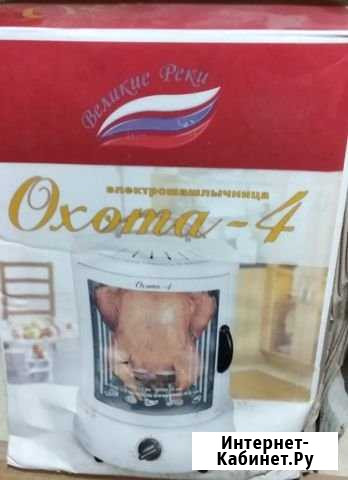 Великие Реки
электрошашлычница
Охота-4
Охота-4
Интернет-
Кабинет.Ру